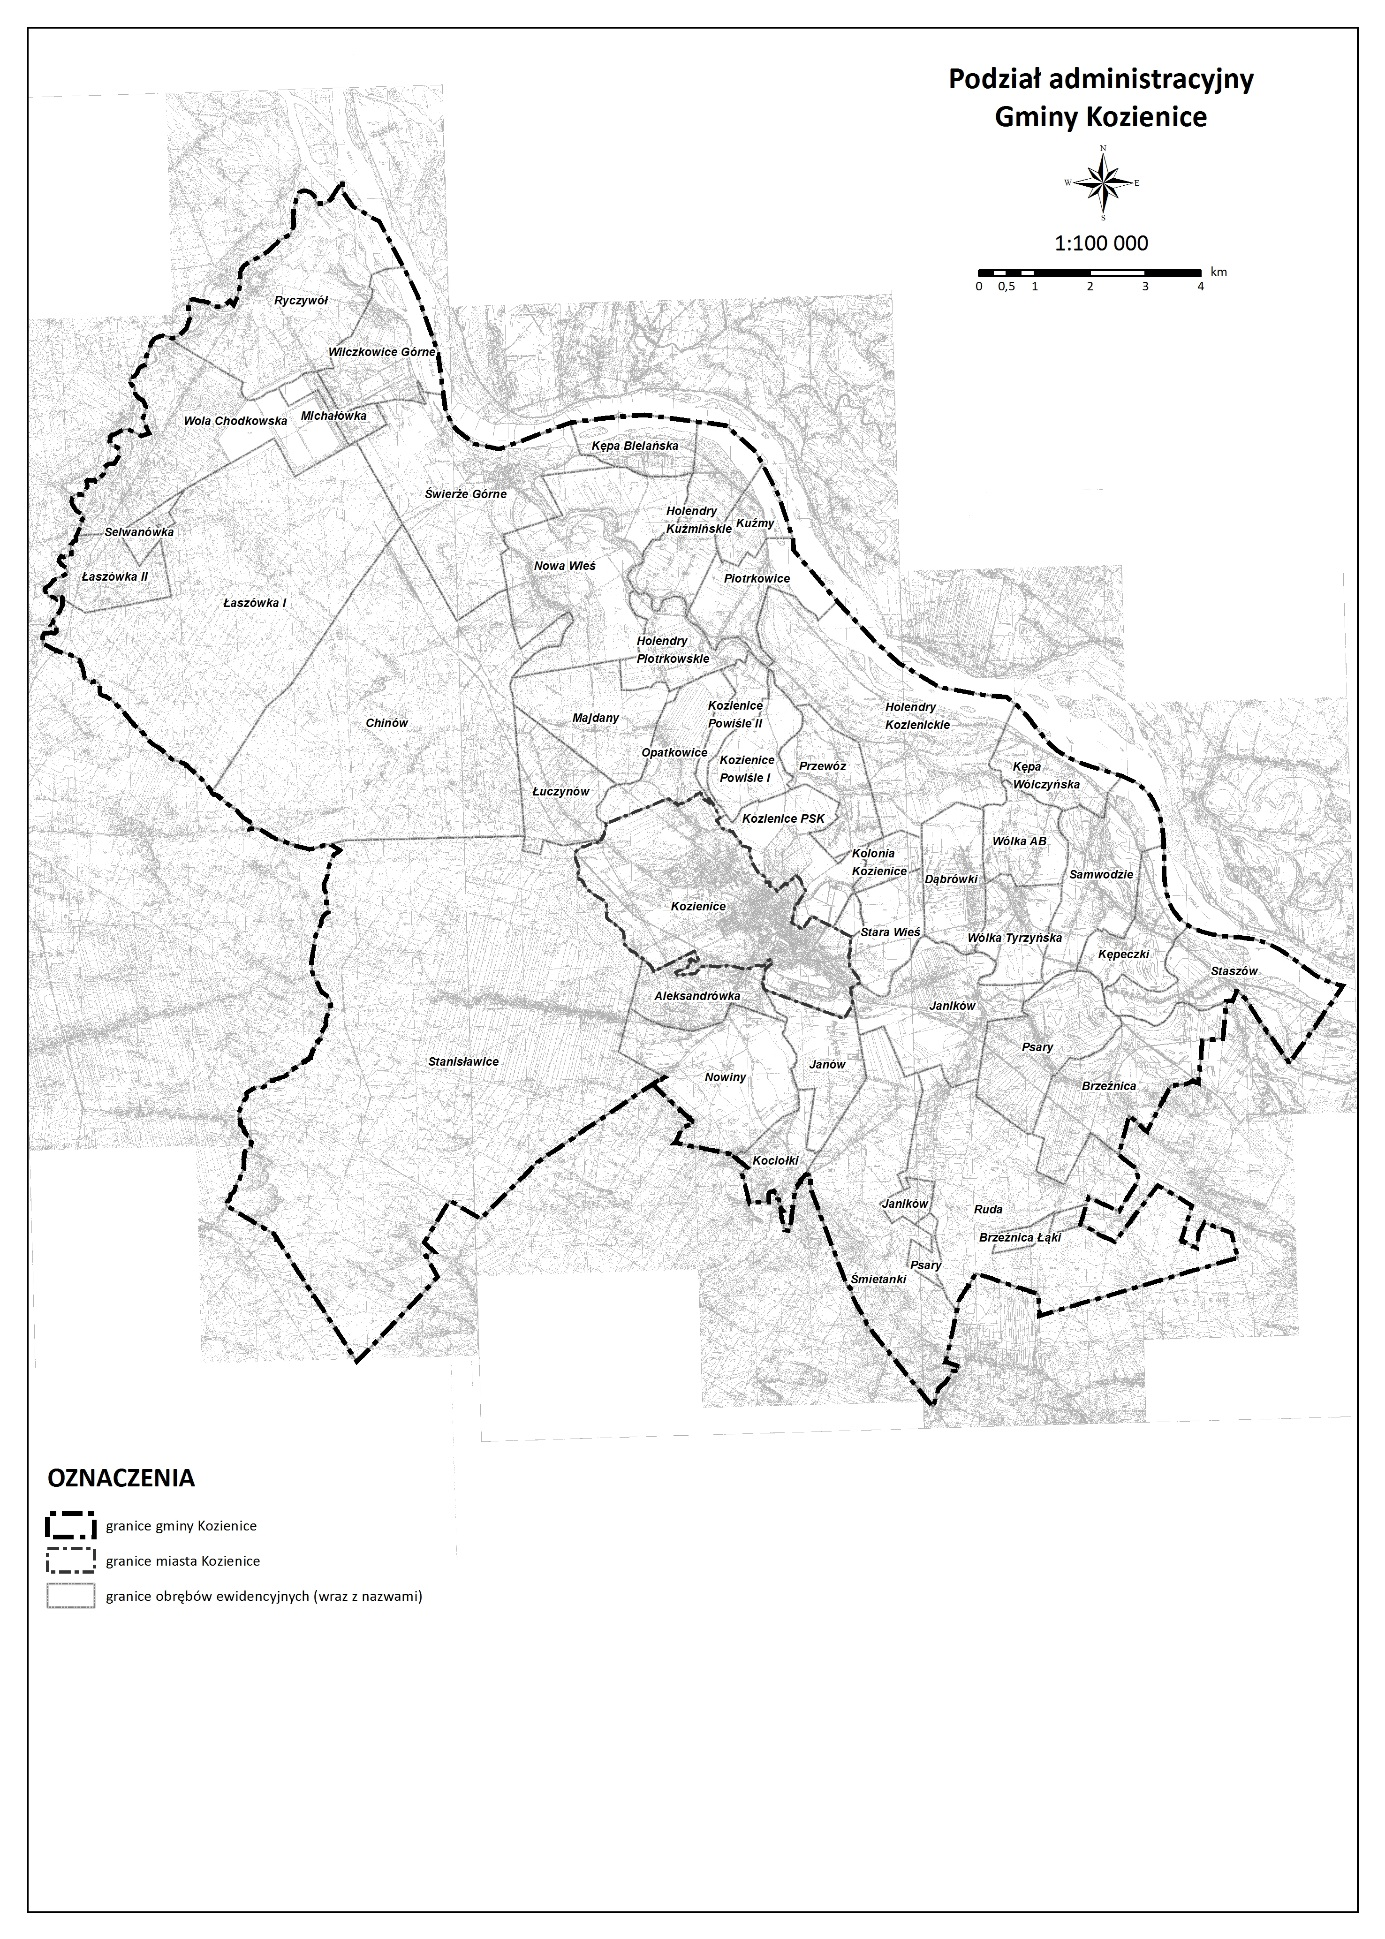 Podział administracyjny
Gminy Kozienice
N
W E
S
1:100 000
km
0 0,5 1 2 3 4
Ryczywół
Wilczkowice Górne
Wola Chodkowska
Michałówka
Kępa Bielańska
Świerże Górne
Holendry
Kuźmińskie
Kuźmy
Selwanówka
Nowa Wieś
Łaszówka II
Piotrkowice
Łaszówka I
Holendry
Piotrkowskie
Kozienice
Powiśle II
Holendry
Kozienickie
Chinów
Majdany
Opatkowice
Kozienice
Powiśle I
Przewóz
Kępa
Wólczyńska
Łuczynów
Kozienice PSK
Wólka AB
Kolonia
Kozienice
Dąbrówki
Samwodzie
Kozienice
Stara Wieś
Wólka Tyrzyńska
Kępeczki
Staszów
Aleksandrówka
Janików
Psary
Stanisławice
Janów
Nowiny
Brzeźnica
Kociołki
Janików
Ruda
Brzeźnica Łąki
Psary
Śmietanki
OZNACZENIA
granice gminy Kozienice
granice miasta Kozienice
granice obrębów ewidencyjnych (wraz z nazwami)